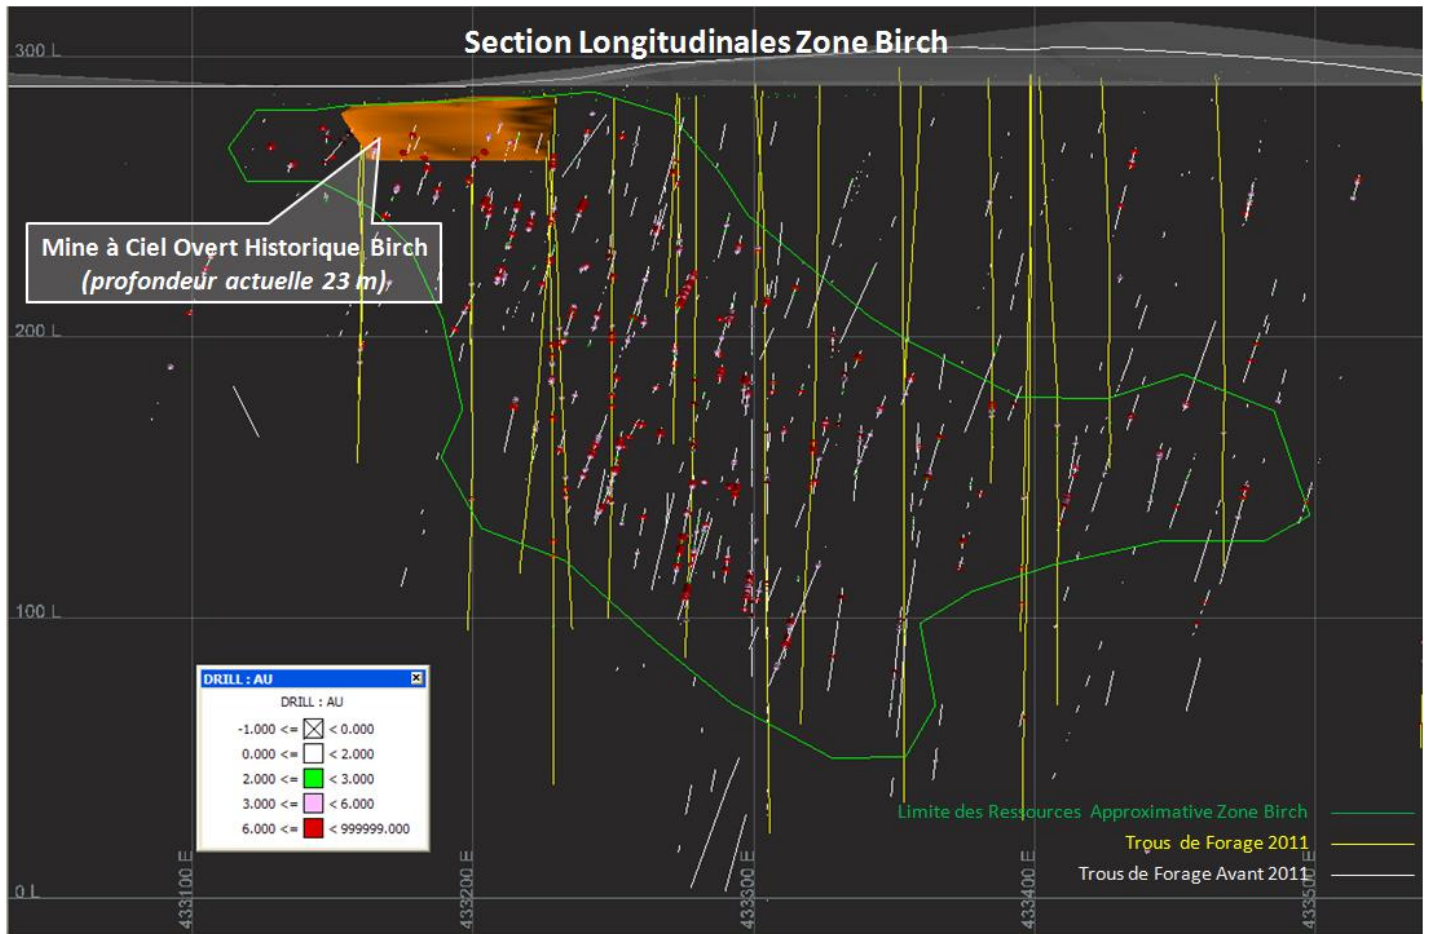 Section Longitudinales Zone Birch
300 L
Mine à Ciel Overt Historique Birch
(profondeur actuelle 23 m)
200 L
100 L
DRILL : AU
DRILL : AU
-1.000 <= < 0.000
0.000 <= < 2.000
2.000 <= < 3.000
3.000 <= < 6.000
6.000 <= < 999999.000
Limite des Ressources Approximative Zone Birch
Trous de Forage 2011
Trous de Forage Avant 2011
0 L
433100 E
433200 E
433300 E
433400 E
433500 E